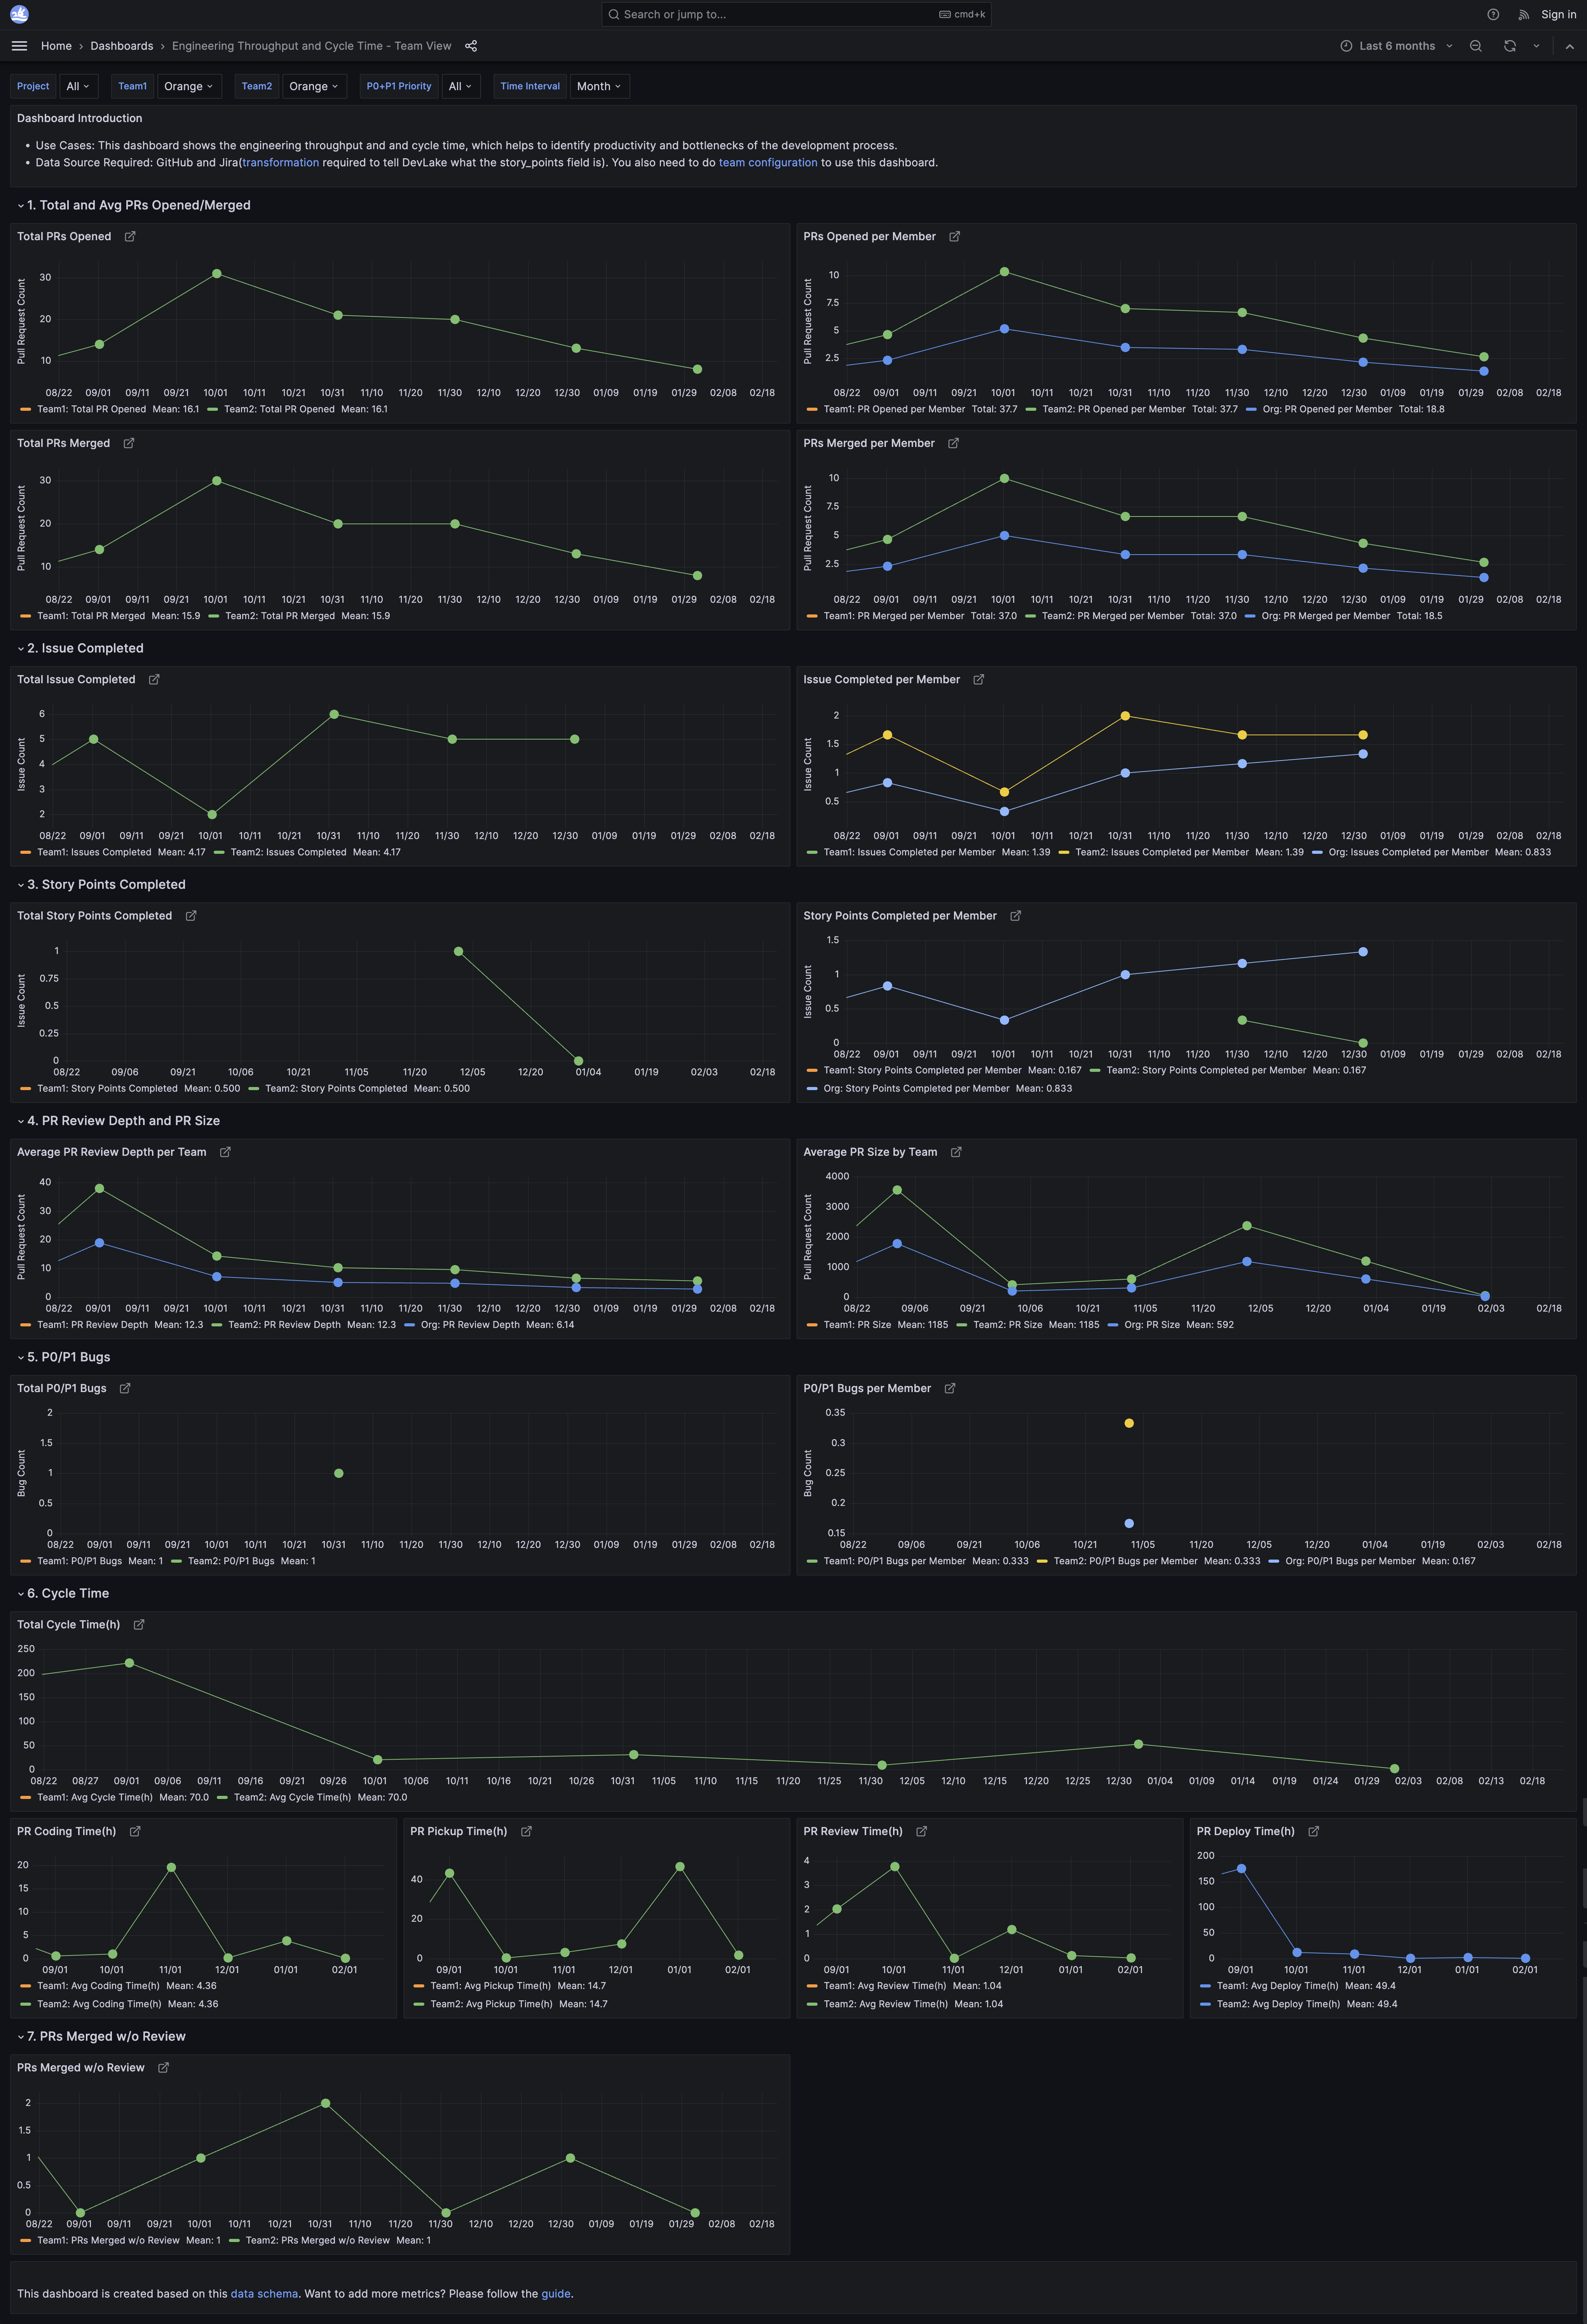 Search or jump to...
cmd+k
Sign in
Home › Dashboards › Engineering Throughput and Cycle Time - Team View
Last 6 months
Project All Team1 Orange Team2 Orange P0+P1 Priority All Time Interval Month
Dashboard Introduction
• Use Cases: This dashboard shows the engineering throughput and and cycle time, which helps to identify productivity and bottlenecks of the development process.
• Data Source Required: GitHub and Jira(transformation required to tell DevLake what the story_points field is). You also need to do team configuration to use this dashboard.
1. Total and Avg PRs Opened/Merged
Total PRs Opened
Pull Request Count
30
20
10
08/22 09/01 09/11 09/21 10/01 10/11 10/21 10/31 11/10 11/20 11/30 12/10 12/20 12/30 01/09 01/19 01/29 02/08 02/18
Team1: Total PR Opened Mean: 16.1 Team2: Total PR Opened Mean: 16.1
PRs Opened per Member
Pull Request Count
10
7.5
5
2.5
08/22 09/01 09/11 09/21 10/01 10/11 10/21 10/31 11/10 11/20 11/30 12/10 12/20 12/30 01/09 01/19 01/29 02/08 02/18
Team1: PR Opened per Member Total: 37.7 Team2: PR Opened per Member Total: 37.7 Org: PR Opened per Member Total: 18.8
Total PRs Merged
Pull Request Count
30
20
10
08/22 09/01 09/11 09/21 10/01 10/11 10/21 10/31 11/10 11/20 11/30 12/10 12/20 12/30 01/09 01/19 01/29 02/08 02/18
Team1: Total PR Merged Mean: 15.9 Team2: Total PR Merged Mean: 15.9
PRs Merged per Member
Pull Request Count
10
7.5
5
2.5
08/22 09/01 09/11 09/21 10/01 10/11 10/21 10/31 11/10 11/20 11/30 12/10 12/20 12/30 01/09 01/19 01/29 02/08 02/18
Team1: PR Merged per Member Total: 37.0 Team2: PR Merged per Member Total: 37.0 Org: PR Merged per Member Total: 18.5
2. Issue Completed
Total Issue Completed
Issue Count
6
5
4
3
2
08/22 09/01 09/11 09/21 10/01 10/11 10/21 10/31 11/10 11/20 11/30 12/10 12/20 12/30 01/09 01/19 01/29 02/08 02/18
Team1: Issues Completed Mean: 4.17 Team2: Issues Completed Mean: 4.17
Issue Completed per Member
Issue Count
2
1.5
1
0.5
08/22 09/01 09/11 09/21 10/01 10/11 10/21 10/31 11/10 11/20 11/30 12/10 12/20 12/30 01/09 01/19 01/29 02/08 02/18
Team1: Issues Completed per Member Mean: 1.39 Team2: Issues Completed per Member Mean: 1.39 Org: Issues Completed per Member Mean: 0.833
3. Story Points Completed
Total Story Points Completed
Issue Count
1
0.75
0.5
0.25
0
08/22 09/06 09/21 10/06 10/21 11/05 11/20 12/05 12/20 01/04 01/19 02/03 02/18
Team1: Story Points Completed Mean: 0.500 Team2: Story Points Completed Mean: 0.500
Story Points Completed per Member
Issue Count
1.5
1
0.5
0
08/22 09/01 09/11 09/21 10/01 10/11 10/21 10/31 11/10 11/20 11/30 12/10 12/20 12/30 01/09 01/19 01/29 02/08 02/18
Team1: Story Points Completed per Member Mean: 0.167 Team2: Story Points Completed per Member Mean: 0.167
Org: Story Points Completed per Member Mean: 0.833
4. PR Review Depth and PR Size
Average PR Review Depth per Team
Pull Request Count
40
30
20
10
0
08/22 09/01 09/11 09/21 10/01 10/11 10/21 10/31 11/10 11/20 11/30 12/10 12/20 12/30 01/09 01/19 01/29 02/08 02/18
Team1: PR Review Depth Mean: 12.3 Team2: PR Review Depth Mean: 12.3 Org: PR Review Depth Mean: 6.14
Average PR Size by Team
Pull Request Count
4000
3000
2000
1000
0
08/22 09/06 09/21 10/06 10/21 11/05 11/20 12/05 12/20 01/04 01/19 02/03 02/18
Team1: PR Size Mean: 1185 Team2: PR Size Mean: 1185 Org: PR Size Mean: 592
5. P0/P1 Bugs
Total P0/P1 Bugs
Bug Count
2
1.5
1
0.5
0
08/22 09/01 09/11 09/21 10/01 10/11 10/21 10/31 11/10 11/20 11/30 12/10 12/20 12/30 01/09 01/19 01/29 02/08 02/18
Team1: P0/P1 Bugs Mean: 1 Team2: P0/P1 Bugs Mean: 1
P0/P1 Bugs per Member
Bug Count
0.35
0.3
0.25
0.2
0.15
08/22 09/06 09/21 10/06 10/21 11/05 11/20 12/05 12/20 01/04 01/19 02/03 02/18
Team1: P0/P1 Bugs per Member Mean: 0.333 Team2: P0/P1 Bugs per Member Mean: 0.333 Org: P0/P1 Bugs per Member Mean: 0.167
6. Cycle Time
Total Cycle Time(h)
250
200
150
100
50
0
08/22 08/27 09/01 09/06 09/11 09/16 09/21 09/26 10/01 10/06 10/11 10/16 10/21 10/26 10/31 11/05 11/10 11/15 11/20 11/25 11/30 12/05 12/10 12/15 12/20 12/25 12/30 01/04 01/09 01/14 01/19 01/24 01/29 02/03 02/08 02/13 02/18
Team1: Avg Cycle Time(h) Mean: 70.0 Team2: Avg Cycle Time(h) Mean: 70.0
PR Coding Time(h)
20
15
10
5
0
09/01 10/01 11/01 12/01 01/01 02/01
Team1: Avg Coding Time(h) Mean: 4.36
Team2: Avg Coding Time(h) Mean: 4.36
PR Pickup Time(h)
40
20
0
09/01 10/01 11/01 12/01 01/01 02/01
Team1: Avg Pickup Time(h) Mean: 14.7
Team2: Avg Pickup Time(h) Mean: 14.7
PR Review Time(h)
4
3
2
1
0
09/01 10/01 11/01 12/01 01/01 02/01
Team1: Avg Review Time(h) Mean: 1.04
Team2: Avg Review Time(h) Mean: 1.04
PR Deploy Time(h)
200
150
100
50
0
09/01 10/01 11/01 12/01 01/01 02/01
Team1: Avg Deploy Time(h) Mean: 49.4
Team2: Avg Deploy Time(h) Mean: 49.4
7. PRs Merged w/o Review
PRs Merged w/o Review
2
1.5
1
0.5
0
08/22 09/01 09/11 09/21 10/01 10/11 10/21 10/31 11/10 11/20 11/30 12/10 12/20 12/30 01/09 01/19 01/29 02/08 02/18
Team1: PRs Merged w/o Review Mean: 1 Team2: PRs Merged w/o Review Mean: 1
This dashboard is created based on this data schema. Want to add more metrics? Please follow the guide.